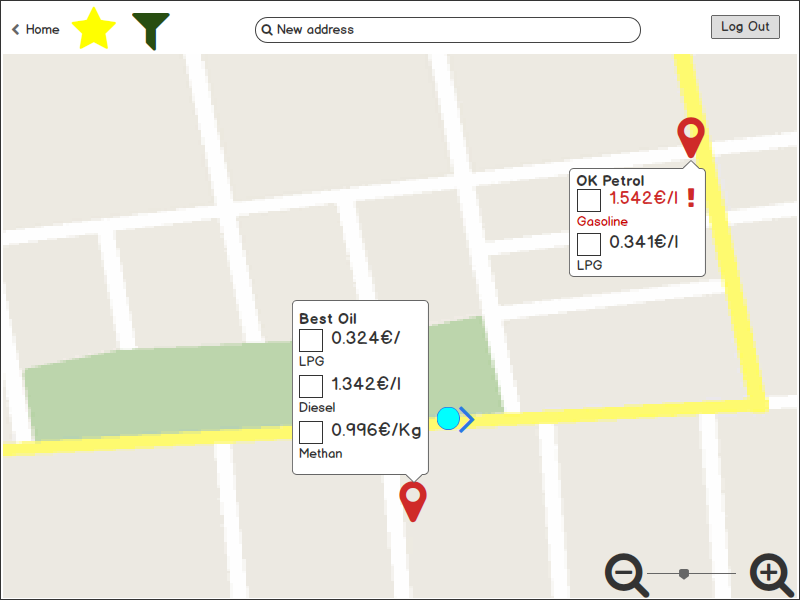 Home
New address
Log Out
OK Petrol
1.542€/l !
Gasoline
0.341€/l
LPG
Best Oil
0.324€/
LPG
1.342€/l
Diesel
0.996€/Kg
Methan